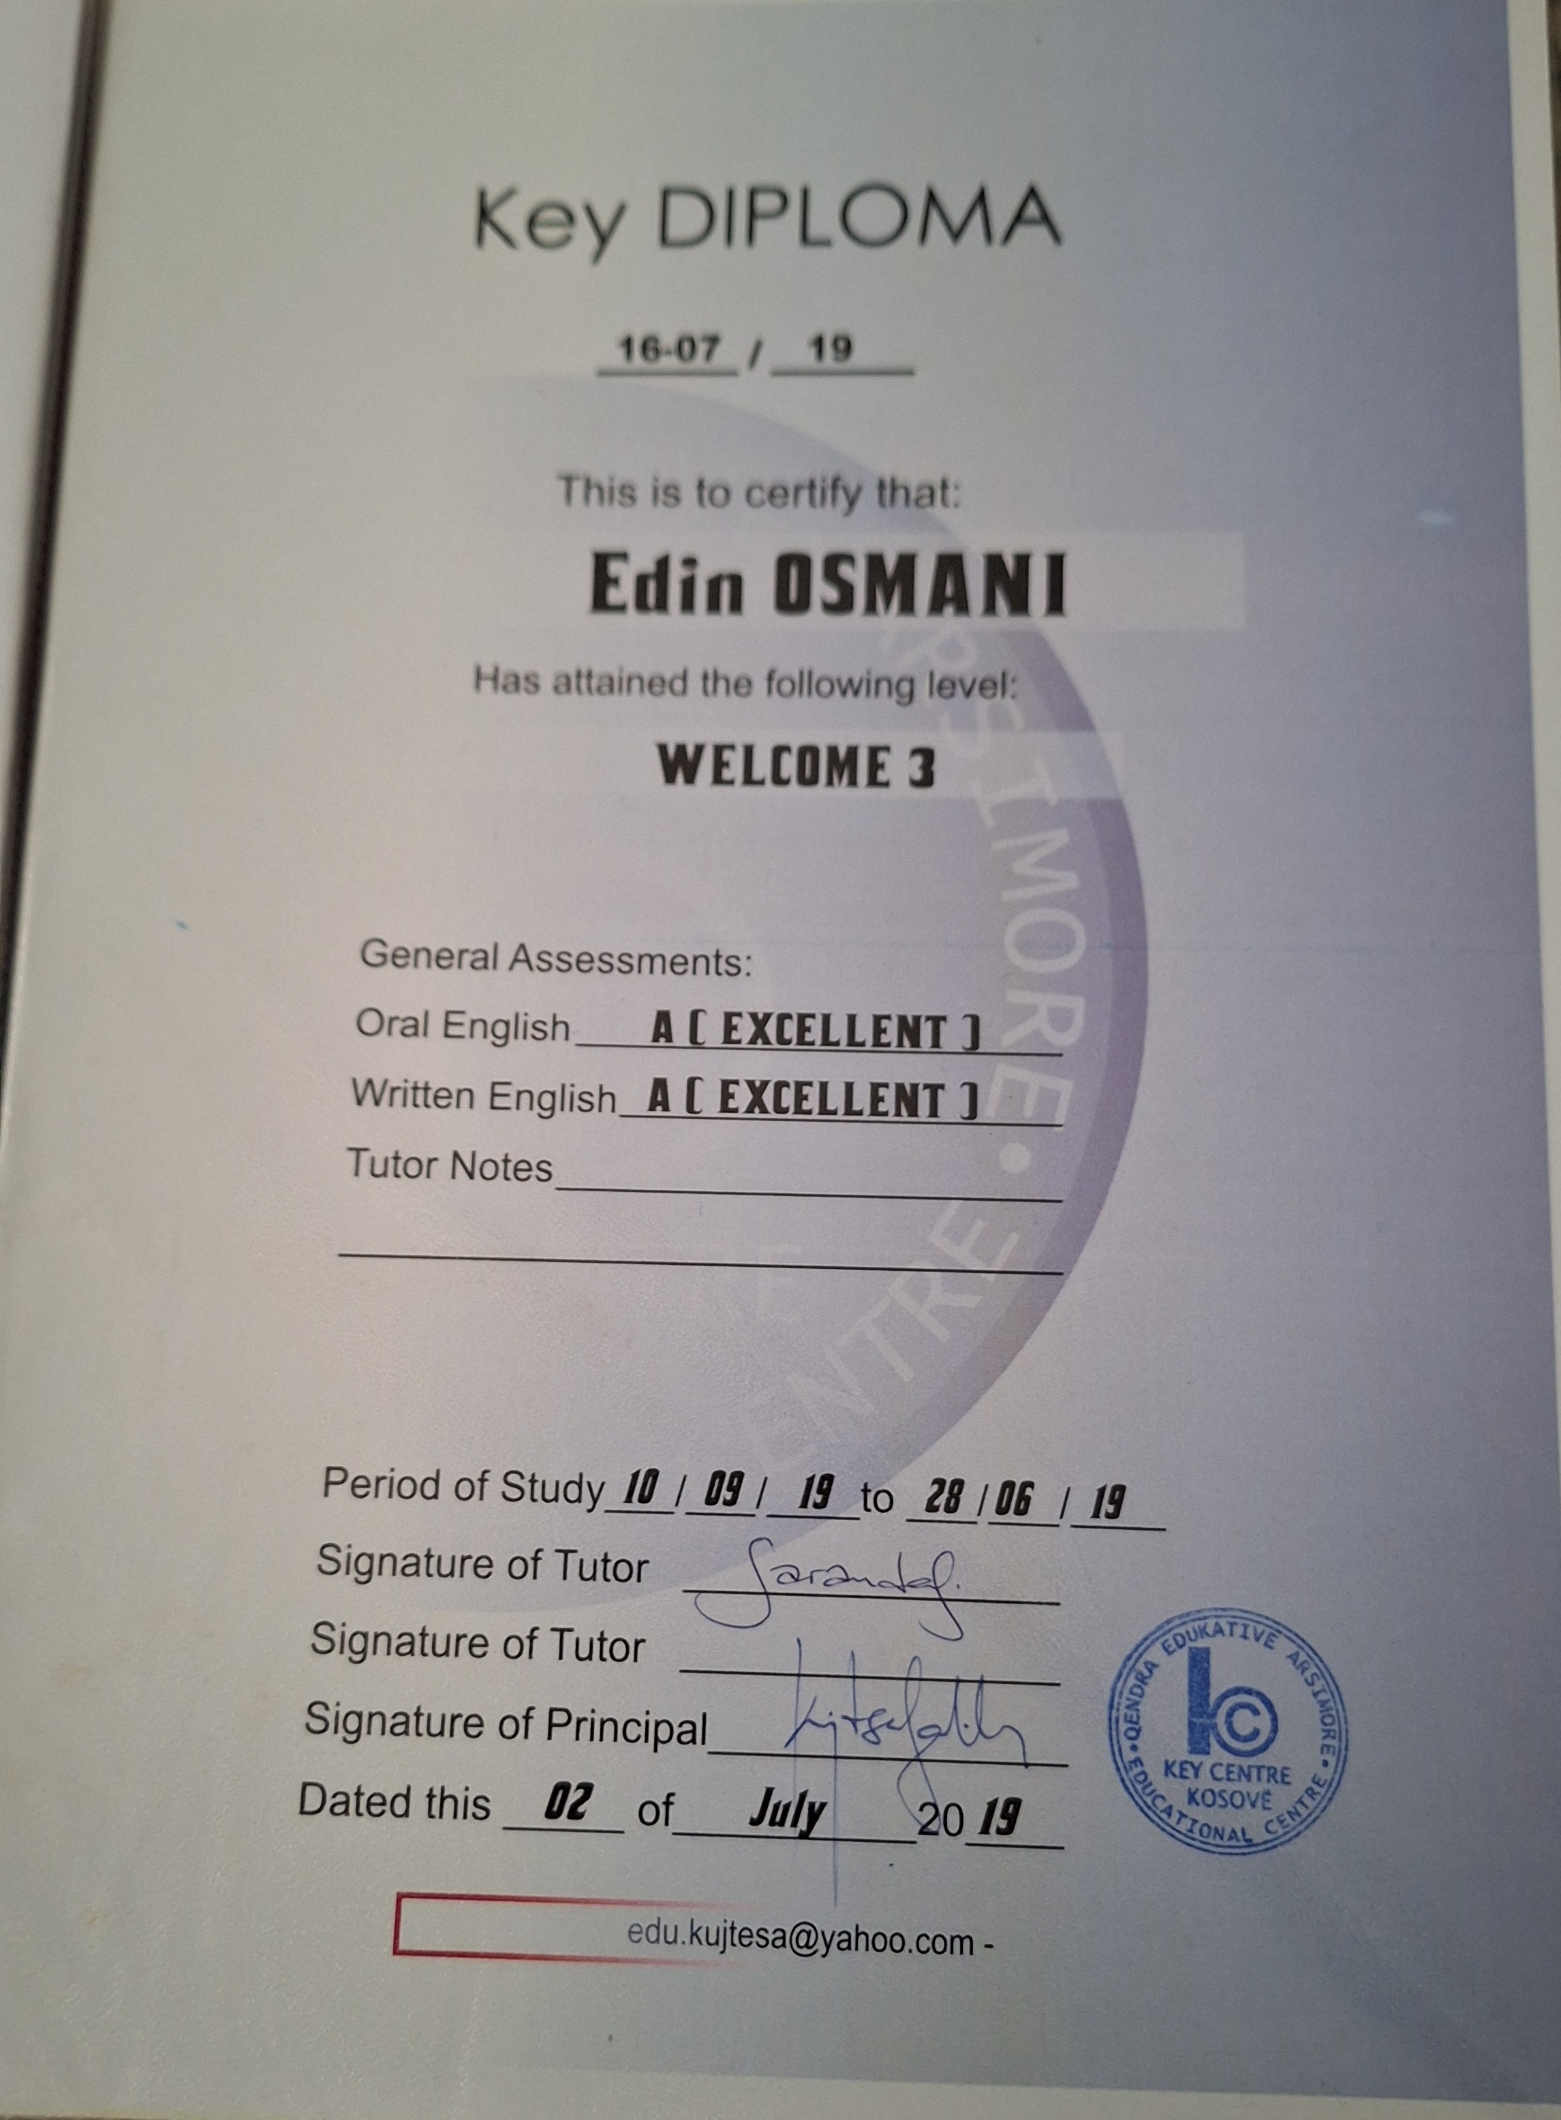 Key DIPLOMA
16-07 / 19
This is to certify that:
Edin OSMANI
Has attained the following level:
WELCOME 3
General Assessments:
Oral English A ( EXCELLENT )
Written English A ( EXCELLENT )
Tutor Notes
Period of Study 10 / 09 / 19 to 28 / 06 / 19
Signature of Tutor
Signature of Tutor
Signature of Principal
Dated this 02 of July 2019
edu.kujtesa@yahoo.com -
QENDRA EDUKATIVE ARSIMORE •
EDUCATIONAL CENTRE •
kc
KEY CENTRE
KOSOVË
ARSIMORE •
CENTRE